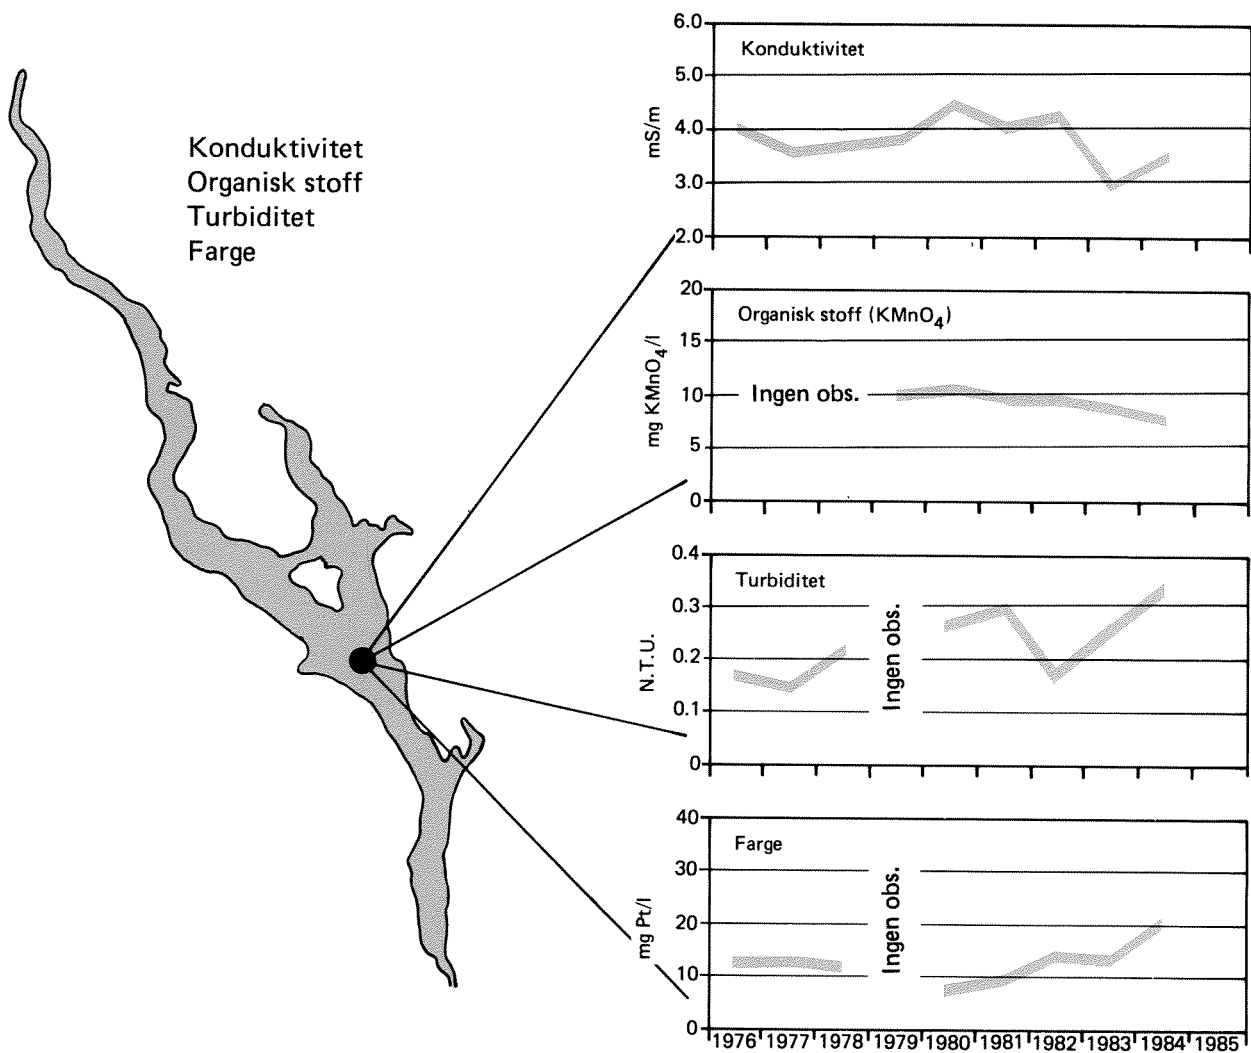 Konduktivitet
Organisk stoff
Turbiditet
Farge
6.0
5.0
4.0
3.0
2.0
mS/m
Konduktivitet
20
15
10
5
0
mg KMnO₄/l
Organisk stoff (KMnO₄)
Ingen obs.
0.4
0.3
0.2
0.1
0
N.T.U.
Turbiditet
Ingen obs.
40
30
20
10
0
mg Pt/l
Farge
Ingen obs.
1976 1977 1978 1979 1980 1981 1982 1983 1984 1985